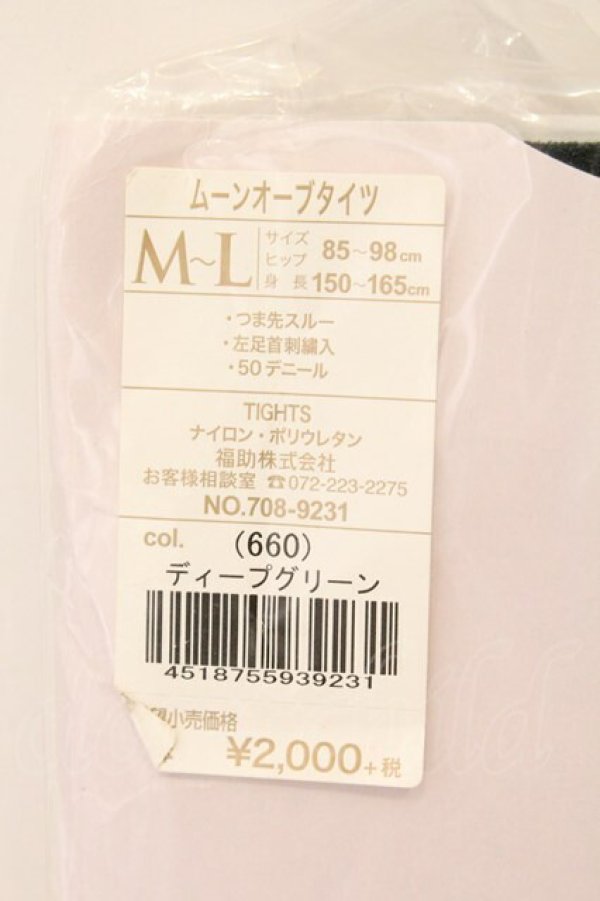 ムーンオーブタイツ
M～L
サイズ
ヒップ 85～98cm
身長 150～165cm
・つま先スルー
・左足首刺繍入
・50デニール
TIGHTS
ナイロン・ポリウレタン
福助株式会社
お客様相談室 ☎072-223-2275
NO.708-9231
col. (660)
ディープグリーン
4518755939231
小売価格
¥2,000+税